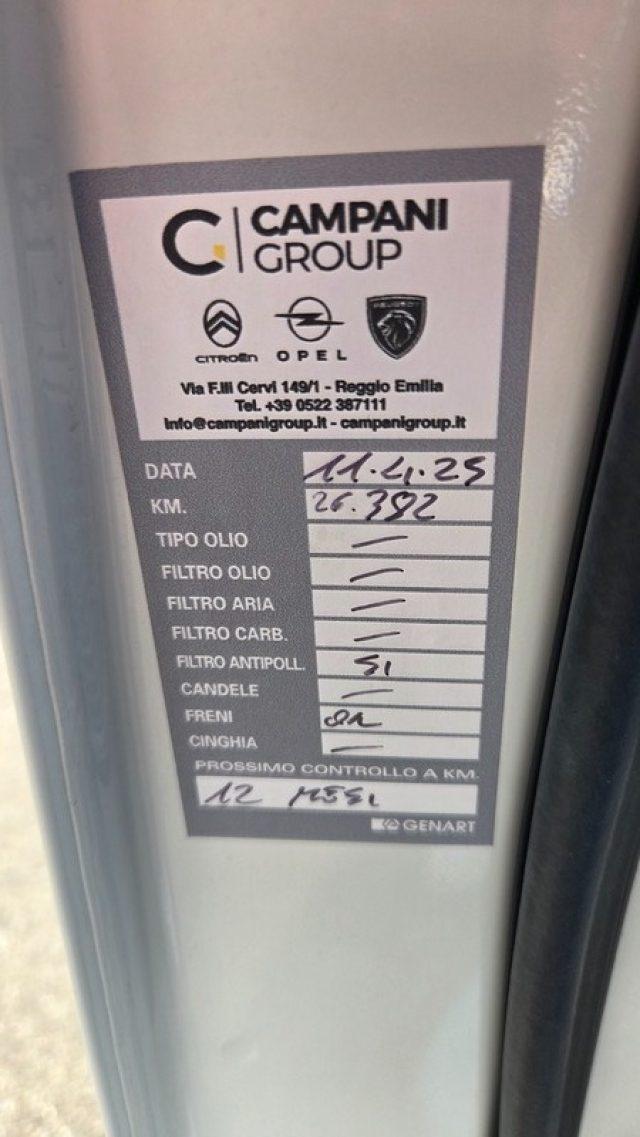 C | CAMPANI
GROUP
CITROËN OPEL PEUGEOT
Via F.lli Cervi 149/1 - Reggio Emilia
Tel. +39 0522 387111
Info@campanigroup.it - campanigroup.it
DATA 11.4.25
KM. 26.392
TIPO OLIO —
FILTRO OLIO —
FILTRO ARIA —
FILTRO CARB. —
FILTRO ANTIPOLL. SI
CANDELE —
FRENI OK
CINGHIA —
PROSSIMO CONTROLLO A KM.
12 MESI
GENART